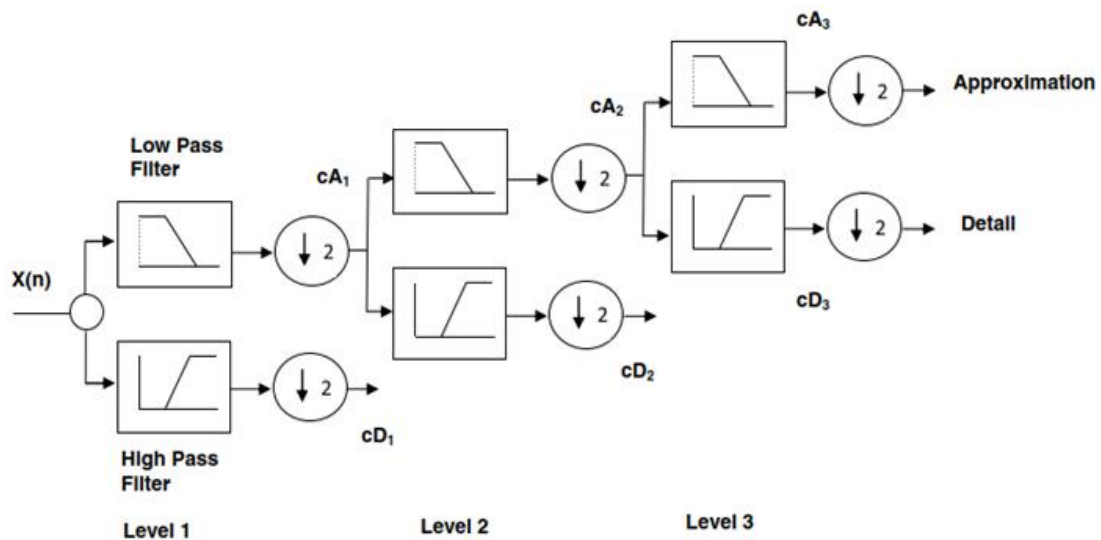 cA₃
↓ 2
Approximation
cA₂
Low Pass
Filter
cA₁
↓ 2
↓ 2
Detail
X(n)
↓ 2
cD₃
↓ 2
cD₂
↓ 2
cD₁
High Pass
Filter
Level 1
Level 2
Level 3